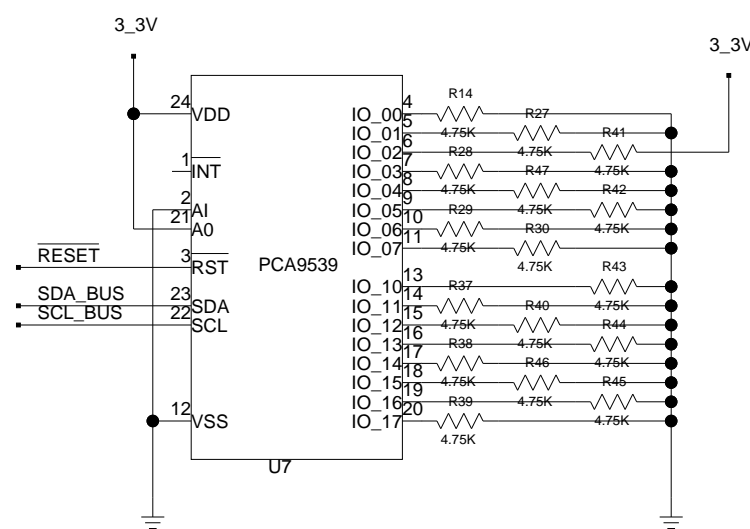 3_3V
3_3V
24 VDD
1 INT
2 AI
21 A0
RESET
3 RST
PCA9539
SDA_BUS
23 SDA
SCL_BUS
22 SCL
12 VSS
U7
IO_00 4 R14 4.75K
IO_01 5 R27 4.75K
IO_02 6 R41 4.75K
IO_03 7 R28 4.75K
IO_04 8 R47 4.75K
IO_05 9 R42 4.75K
IO_06 10 R29 4.75K
IO_07 11 R30 4.75K
IO_10 13 R43 4.75K
IO_11 14 R37 4.75K
IO_12 15 R40 4.75K
IO_13 16 R44 4.75K
IO_14 17 R38 4.75K
IO_15 18 R46 4.75K
IO_16 19 R45 4.75K
IO_17 20 R39 4.75K